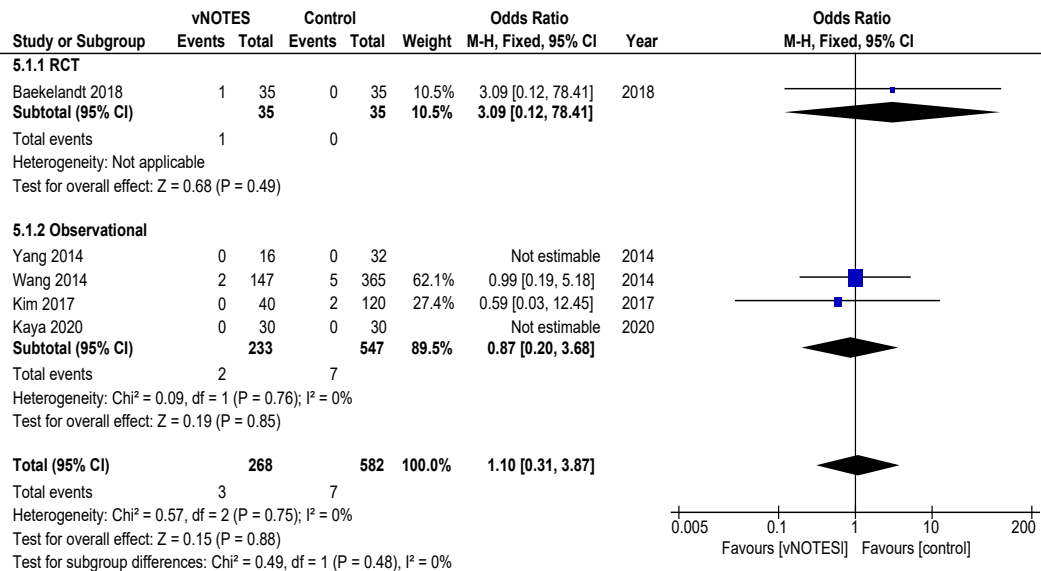 vNOTES Control Odds Ratio Odds Ratio
Study or Subgroup Events Total Events Total Weight M-H, Fixed, 95% CI Year M-H, Fixed, 95% CI
5.1.1 RCT
Baekelandt 2018 1 35 0 35 10.5% 3.09 [0.12, 78.41] 2018
Subtotal (95% CI) 35 35 10.5% 3.09 [0.12, 78.41]
Total events 1 0
Heterogeneity: Not applicable
Test for overall effect: Z = 0.68 (P = 0.49)
5.1.2 Observational
Yang 2014 0 16 0 32 Not estimable 2014
Wang 2014 2 147 5 365 62.1% 0.99 [0.19, 5.18] 2014
Kim 2017 0 40 2 120 27.4% 0.59 [0.03, 12.45] 2017
Kaya 2020 0 30 0 30 Not estimable 2020
Subtotal (95% CI) 233 547 89.5% 0.87 [0.20, 3.68]
Total events 2 7
Heterogeneity: Chi² = 0.09, df = 1 (P = 0.76); I² = 0%
Test for overall effect: Z = 0.19 (P = 0.85)
Total (95% CI) 268 582 100.0% 1.10 [0.31, 3.87]
Total events 3 7
Heterogeneity: Chi² = 0.57, df = 2 (P = 0.75); I² = 0%
Test for overall effect: Z = 0.15 (P = 0.88)
Test for subgroup differences: Chi² = 0.49, df = 1 (P = 0.48), I² = 0%
0.005 0.1 1 10 200
Favours [vNOTESl] Favours [control]